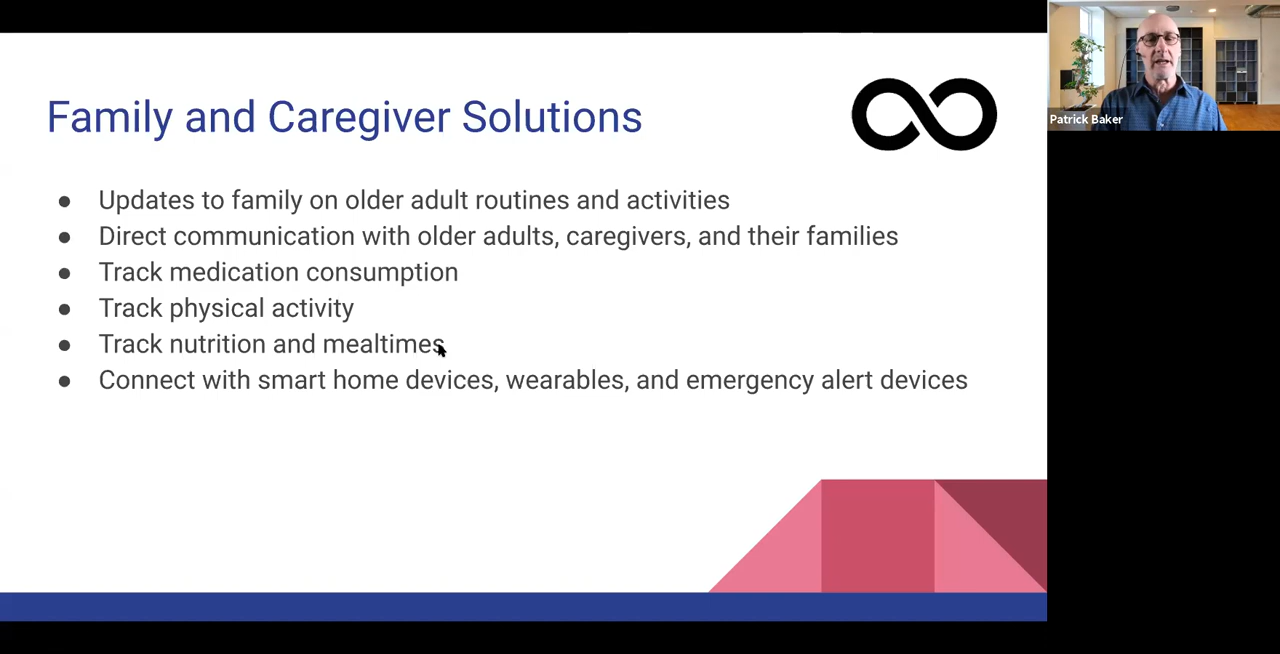 Family and Caregiver Solutions
Updates to family on older adult routines and activities
Direct communication with older adults, caregivers, and their families
Track medication consumption
Track physical activity
Track nutrition and mealtimes
Connect with smart home devices, wearables, and emergency alert devices
Patrick Baker